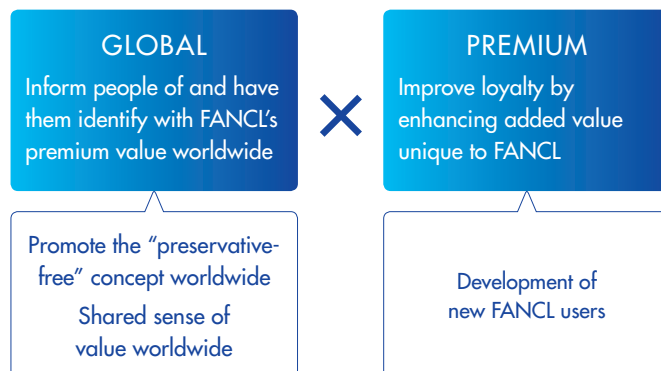 GLOBAL
Inform people of and have
them identify with FANCL's
premium value worldwide
×
PREMIUM
Improve loyalty by
enhancing added value
unique to FANCL
Promote the “preservative-
free” concept worldwide
Shared sense of
value worldwide
Development of
new FANCL users